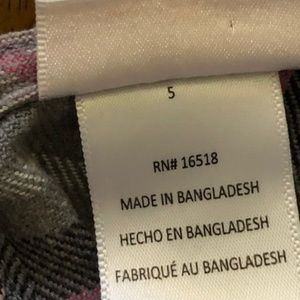 5
RN# 16518
MADE IN BANGLADESH
HECHO EN BANGLADESH
FABRIQUÉ AU BANGLADESH